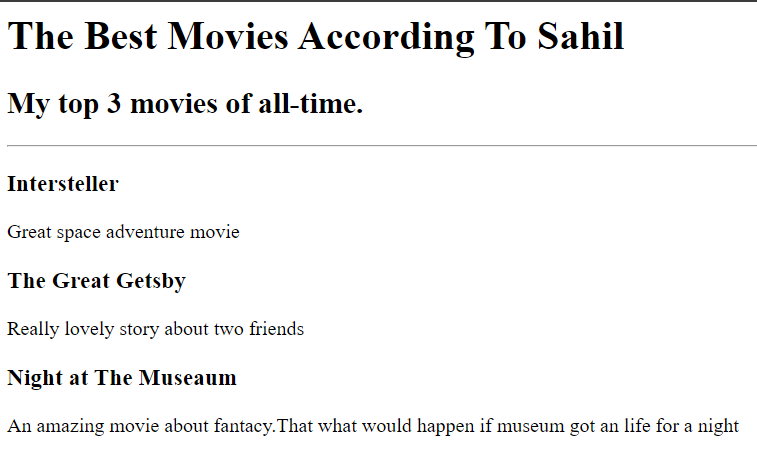 The Best Movies According To Sahil
My top 3 movies of all-time.
Intersteller
Great space adventure movie
The Great Getsby
Really lovely story about two friends
Night at The Museaum
An amazing movie about fantacy.That what would happen if museum got an life for a night